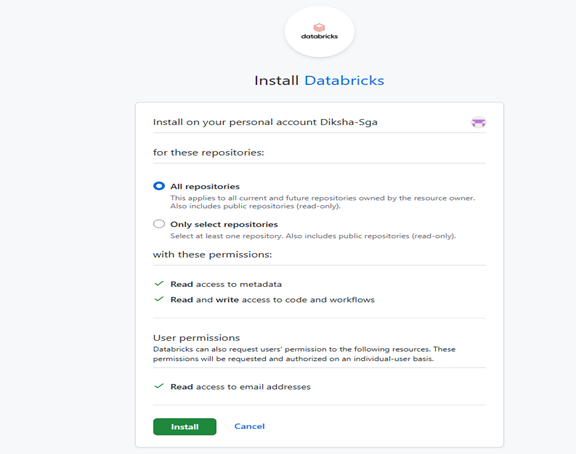 databricks
Install Databricks
Install on your personal account Diksha-Sga
for these repositories:
All repositories
This applies to all current and future repositories owned by the resource owner.
Also includes public repositories (read-only).
Only select repositories
Select at least one repository. Also includes public repositories (read-only).
with these permissions:
Read access to metadata
Read and write access to code and workflows
User permissions
Databricks can also request users' permission to the following resources. These
permissions will be requested and authorized on an individual-user basis.
Read access to email addresses
Install Cancel